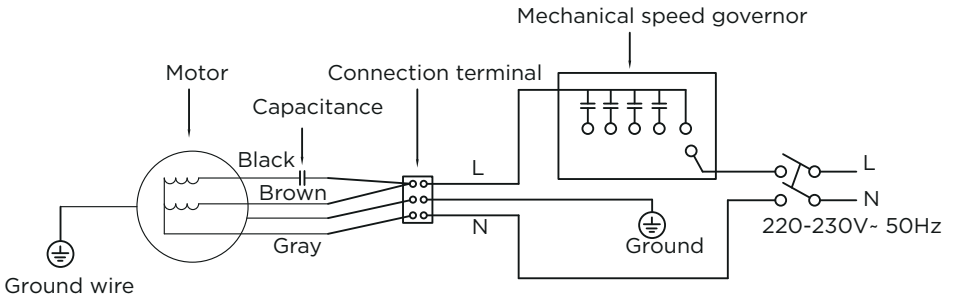 Mechanical speed governor
Motor
Connection terminal
Capacitance
Black
L
L
Brown
N
N
220-230V~ 50Hz
Gray
Ground
Ground wire